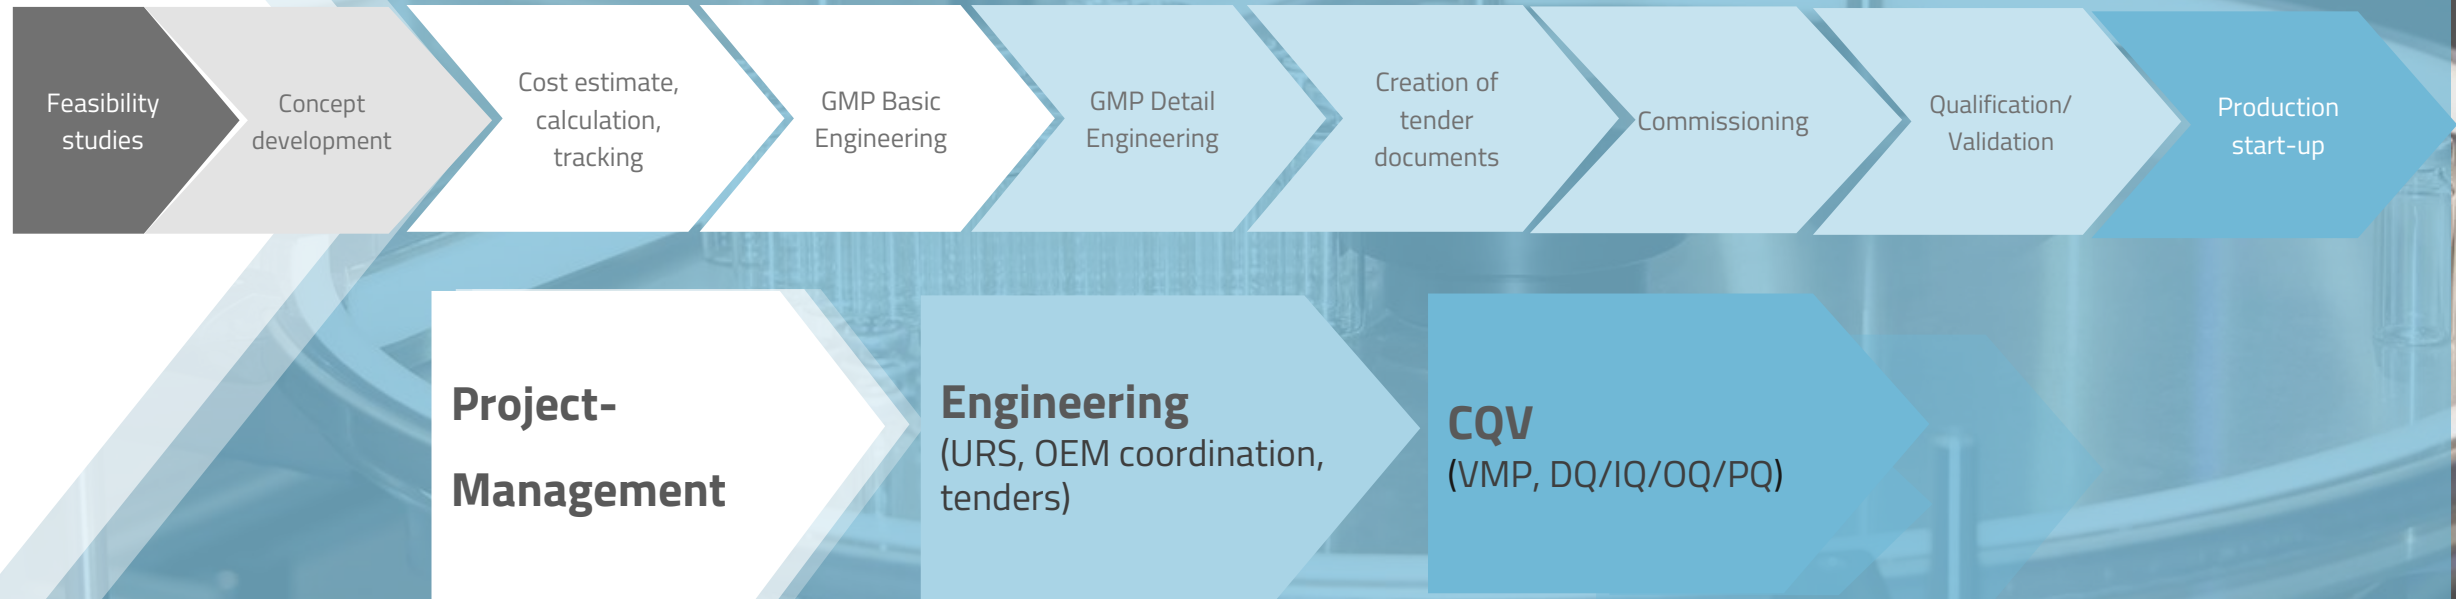 Feasibility
studies
Concept
development
Cost estimate,
calculation,
tracking
GMP Basic
Engineering
GMP Detail
Engineering
Creation of
tender
documents
Commissioning
Qualification/
Validation
Production
start-up
Project-
Management
Engineering
(URS, OEM coordination,
tenders)
CQV
(VMP, DQ/IQ/OQ/PQ)